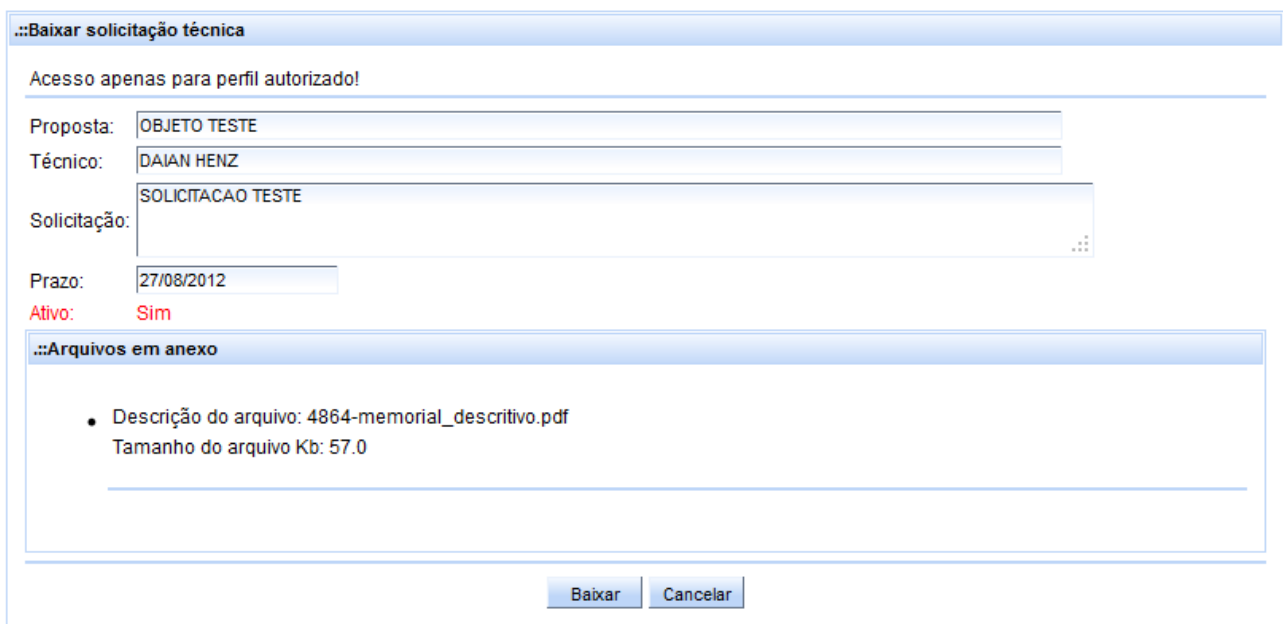 .::Baixar solicitação técnica
Acesso apenas para perfil autorizado!
Proposta: OBJETO TESTE
Técnico: DAIAN HENZ
Solicitação: SOLICITACAO TESTE
Prazo: 27/08/2012
Ativo: Sim
.::Arquivos em anexo
• Descrição do arquivo: 4864-memorial_descritivo.pdf
Tamanho do arquivo Kb: 57.0
Baixar Cancelar